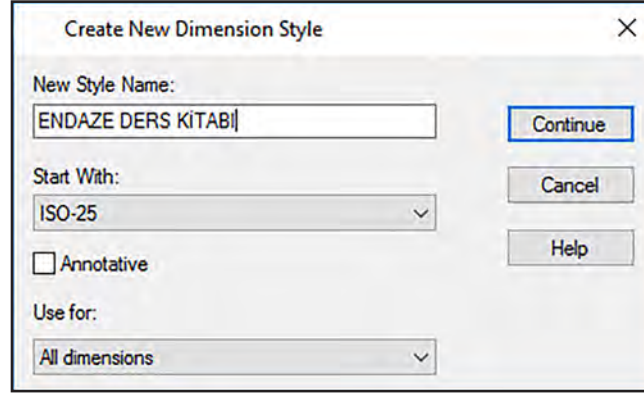 Create New Dimension Style
New Style Name:
ENDAZE DERS KİTABI
Continue
Start With:
Cancel
ISO-25
Help
Annotative
Use for:
All dimensions